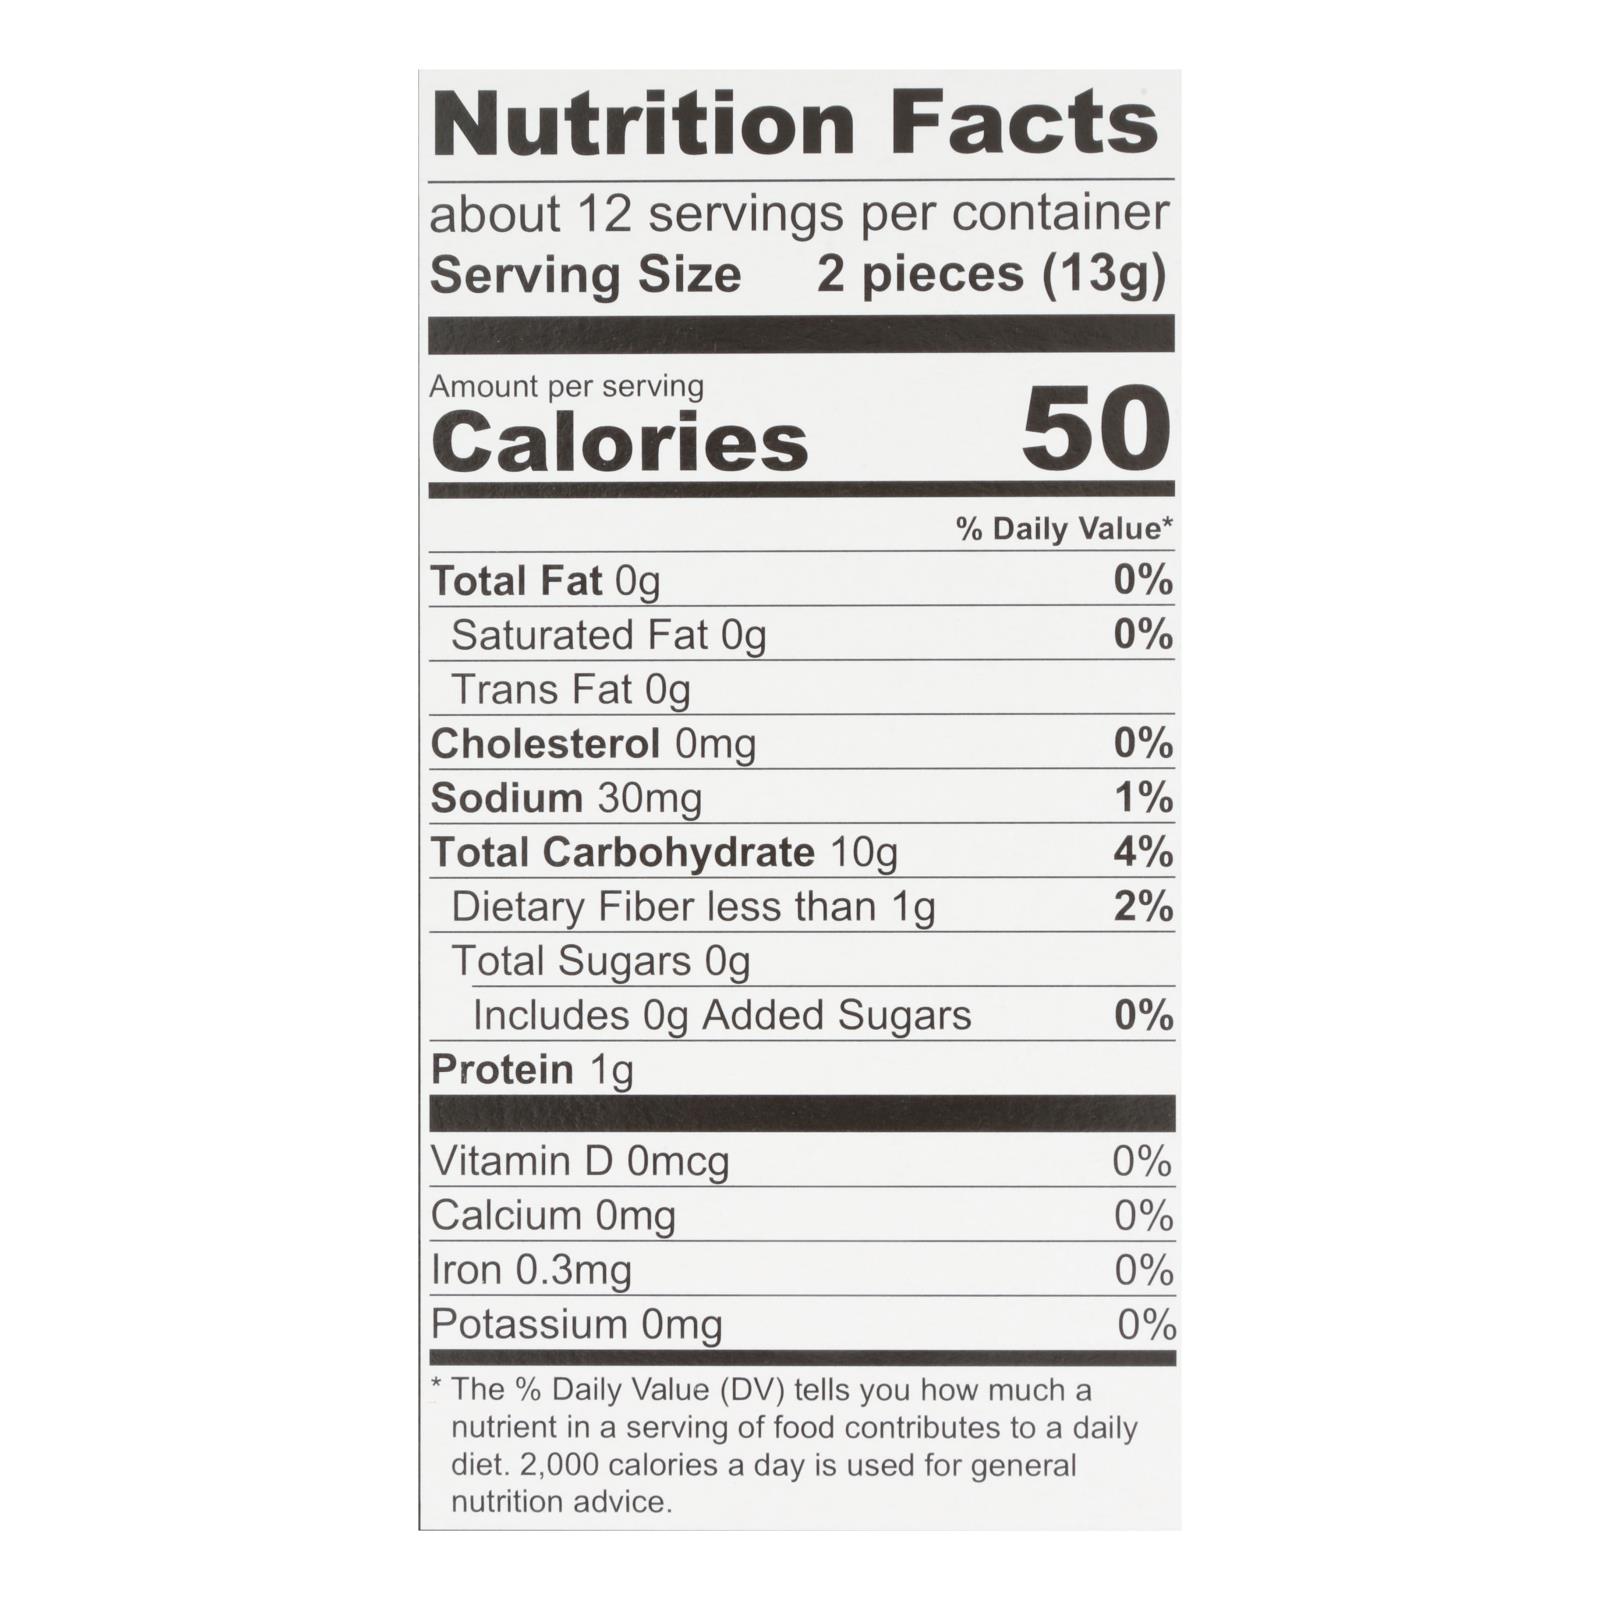 Nutrition Facts
about 12 servings per container
Serving Size 2 pieces (13g)
Amount per serving
Calories 50
% Daily Value*
Total Fat 0g 0%
Saturated Fat 0g 0%
Trans Fat 0g
Cholesterol 0mg 0%
Sodium 30mg 1%
Total Carbohydrate 10g 4%
Dietary Fiber less than 1g 2%
Total Sugars 0g
Includes 0g Added Sugars 0%
Protein 1g
Vitamin D 0mcg 0%
Calcium 0mg 0%
Iron 0.3mg 0%
Potassium 0mg 0%
* The % Daily Value (DV) tells you how much a
nutrient in a serving of food contributes to a daily
diet. 2,000 calories a day is used for general
nutrition advice.